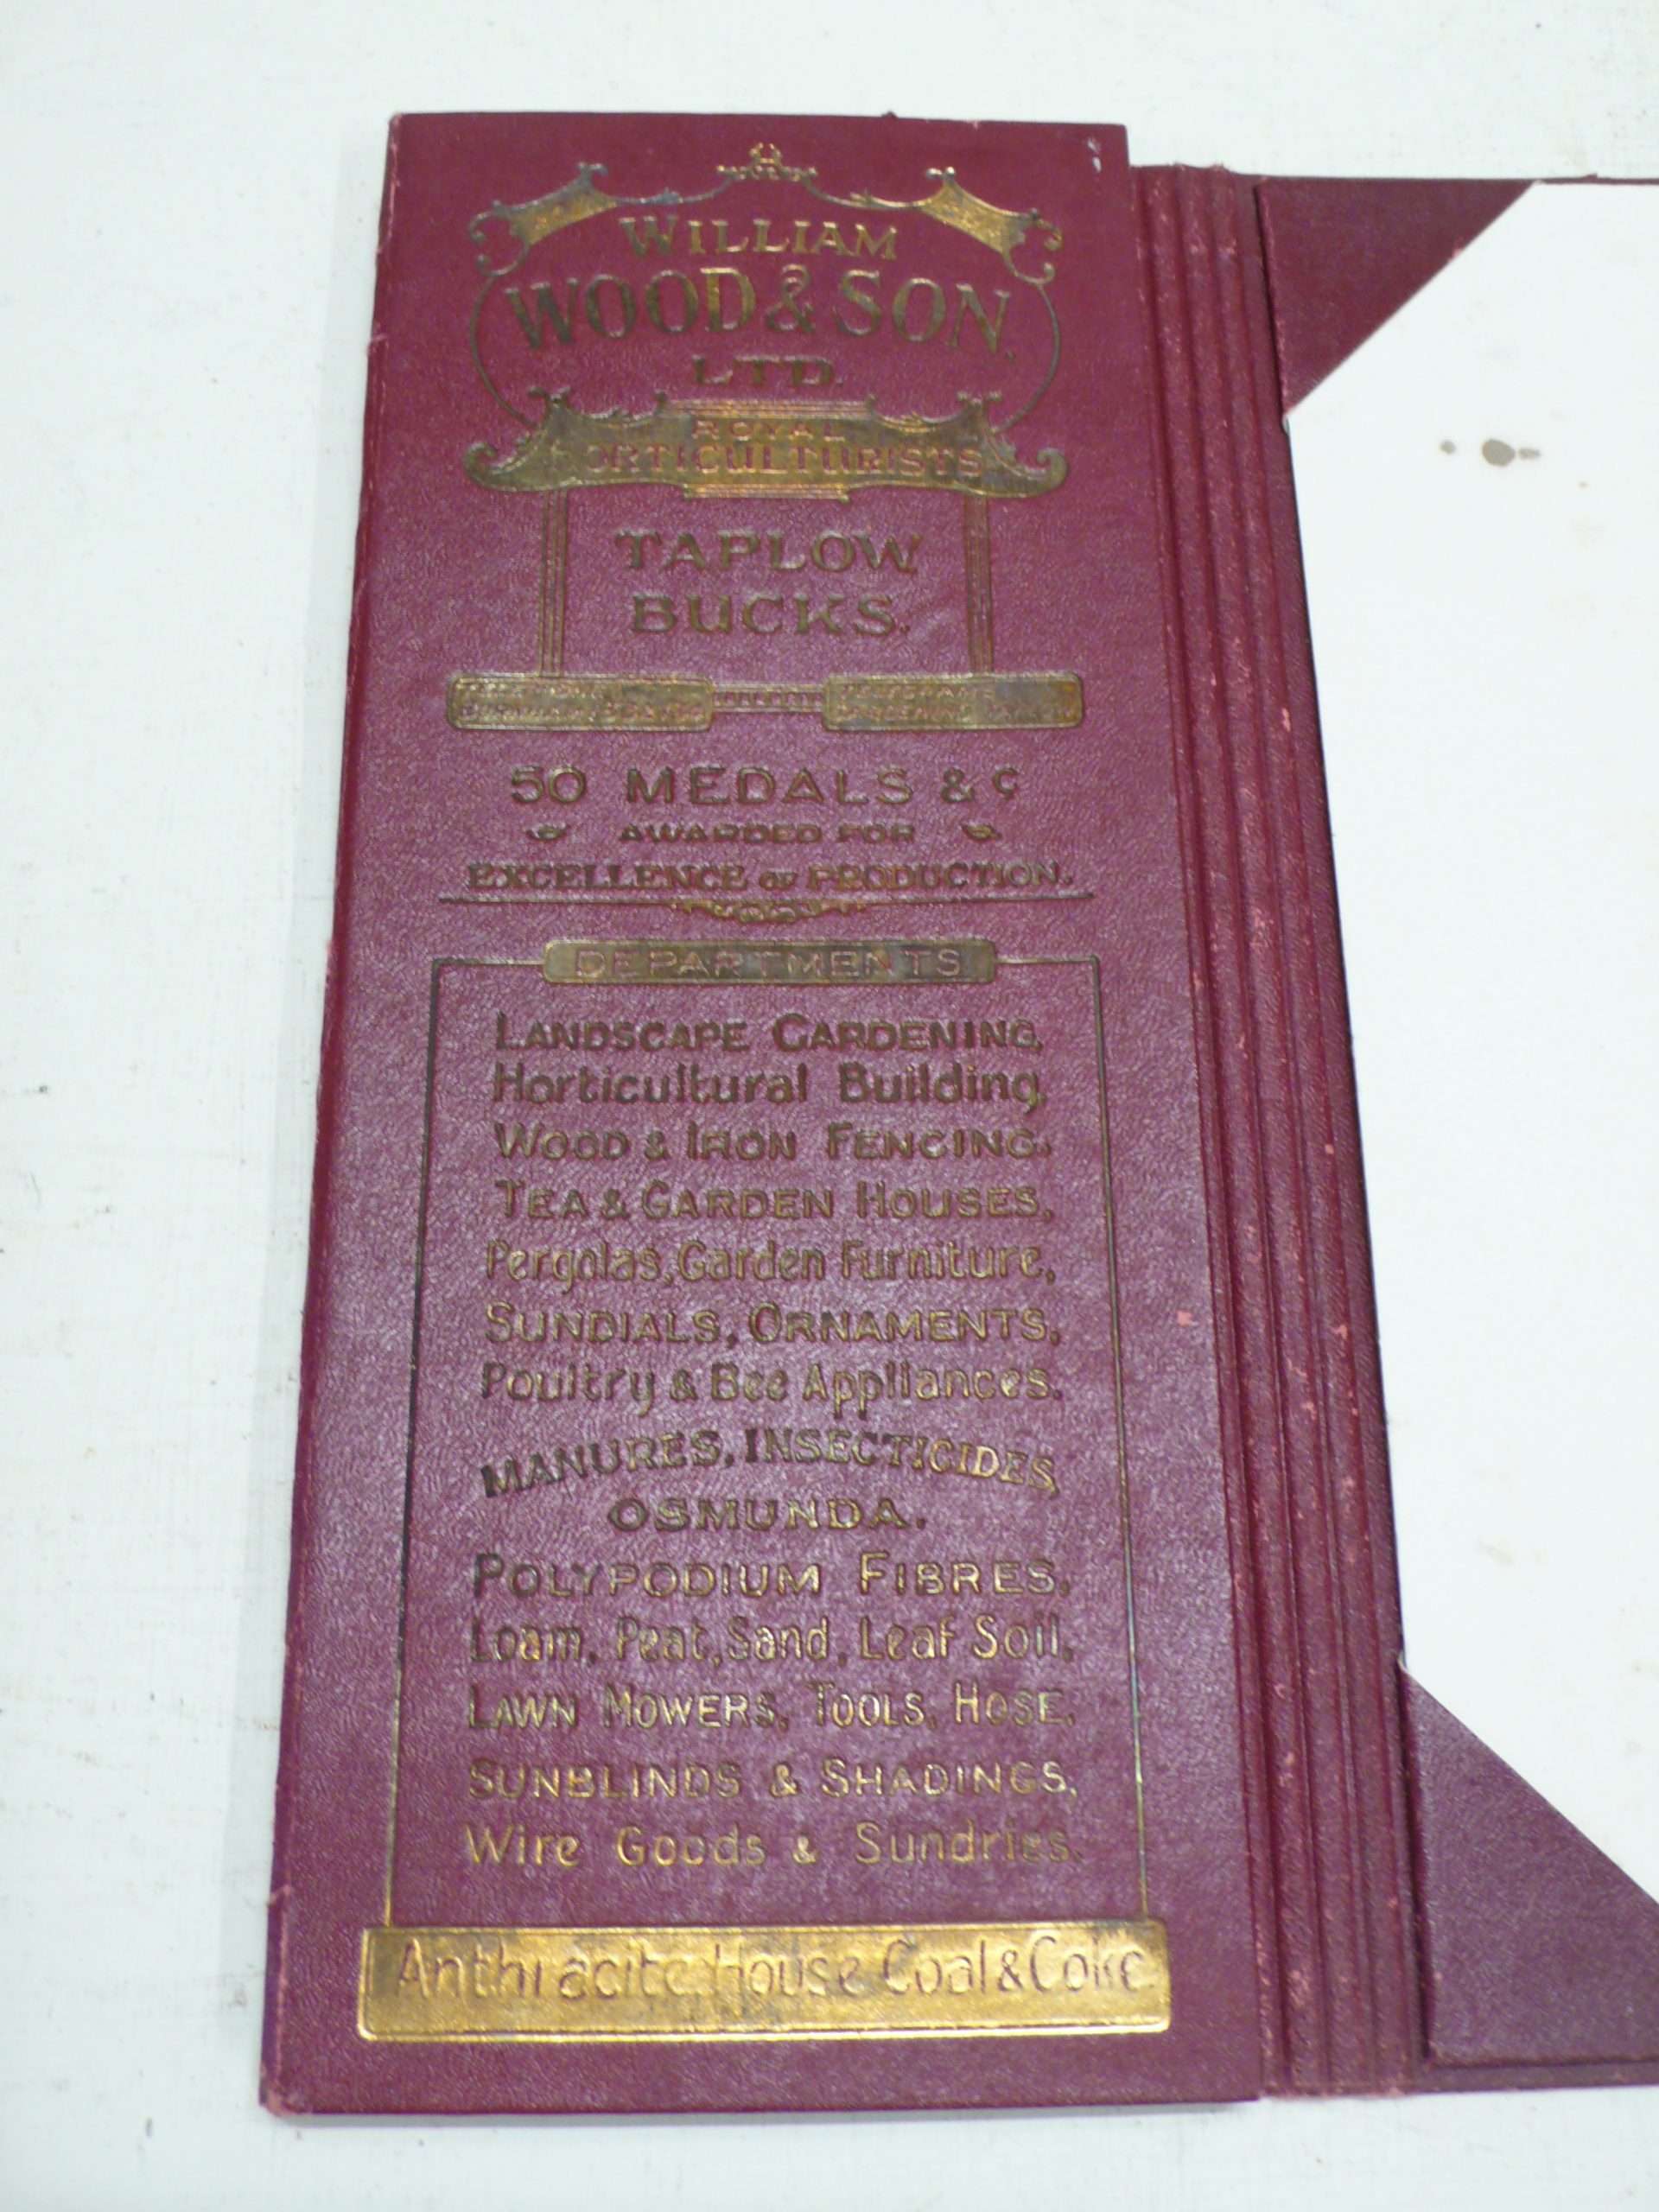 WILLIAM
WOOD & SON,
LTD.
ROYAL
HORTICULTURISTS
TAPLOW
BUCKS.
50 MEDALS & c
AWARDED FOR
EXCELLENCE OF PRODUCTION.
DEPARTMENTS
LANDSCAPE GARDENING,
Horticultural Building,
WOOD & IRON FENCING,
TEA & GARDEN HOUSES,
Pergolas, Garden Furniture,
SUNDIALS, ORNAMENTS,
Poultry & Bee Appliances.
MANURES, INSECTICIDES,
OSMUNDA.
POLYPODIUM FIBRES,
Loam, Peat, Sand, Leaf Soil,
LAWN MOWERS, TOOLS, HOSE,
SUNBLINDS & SHADINGS,
Wire Goods & Sundries.
Anthracite House Coal & Coke